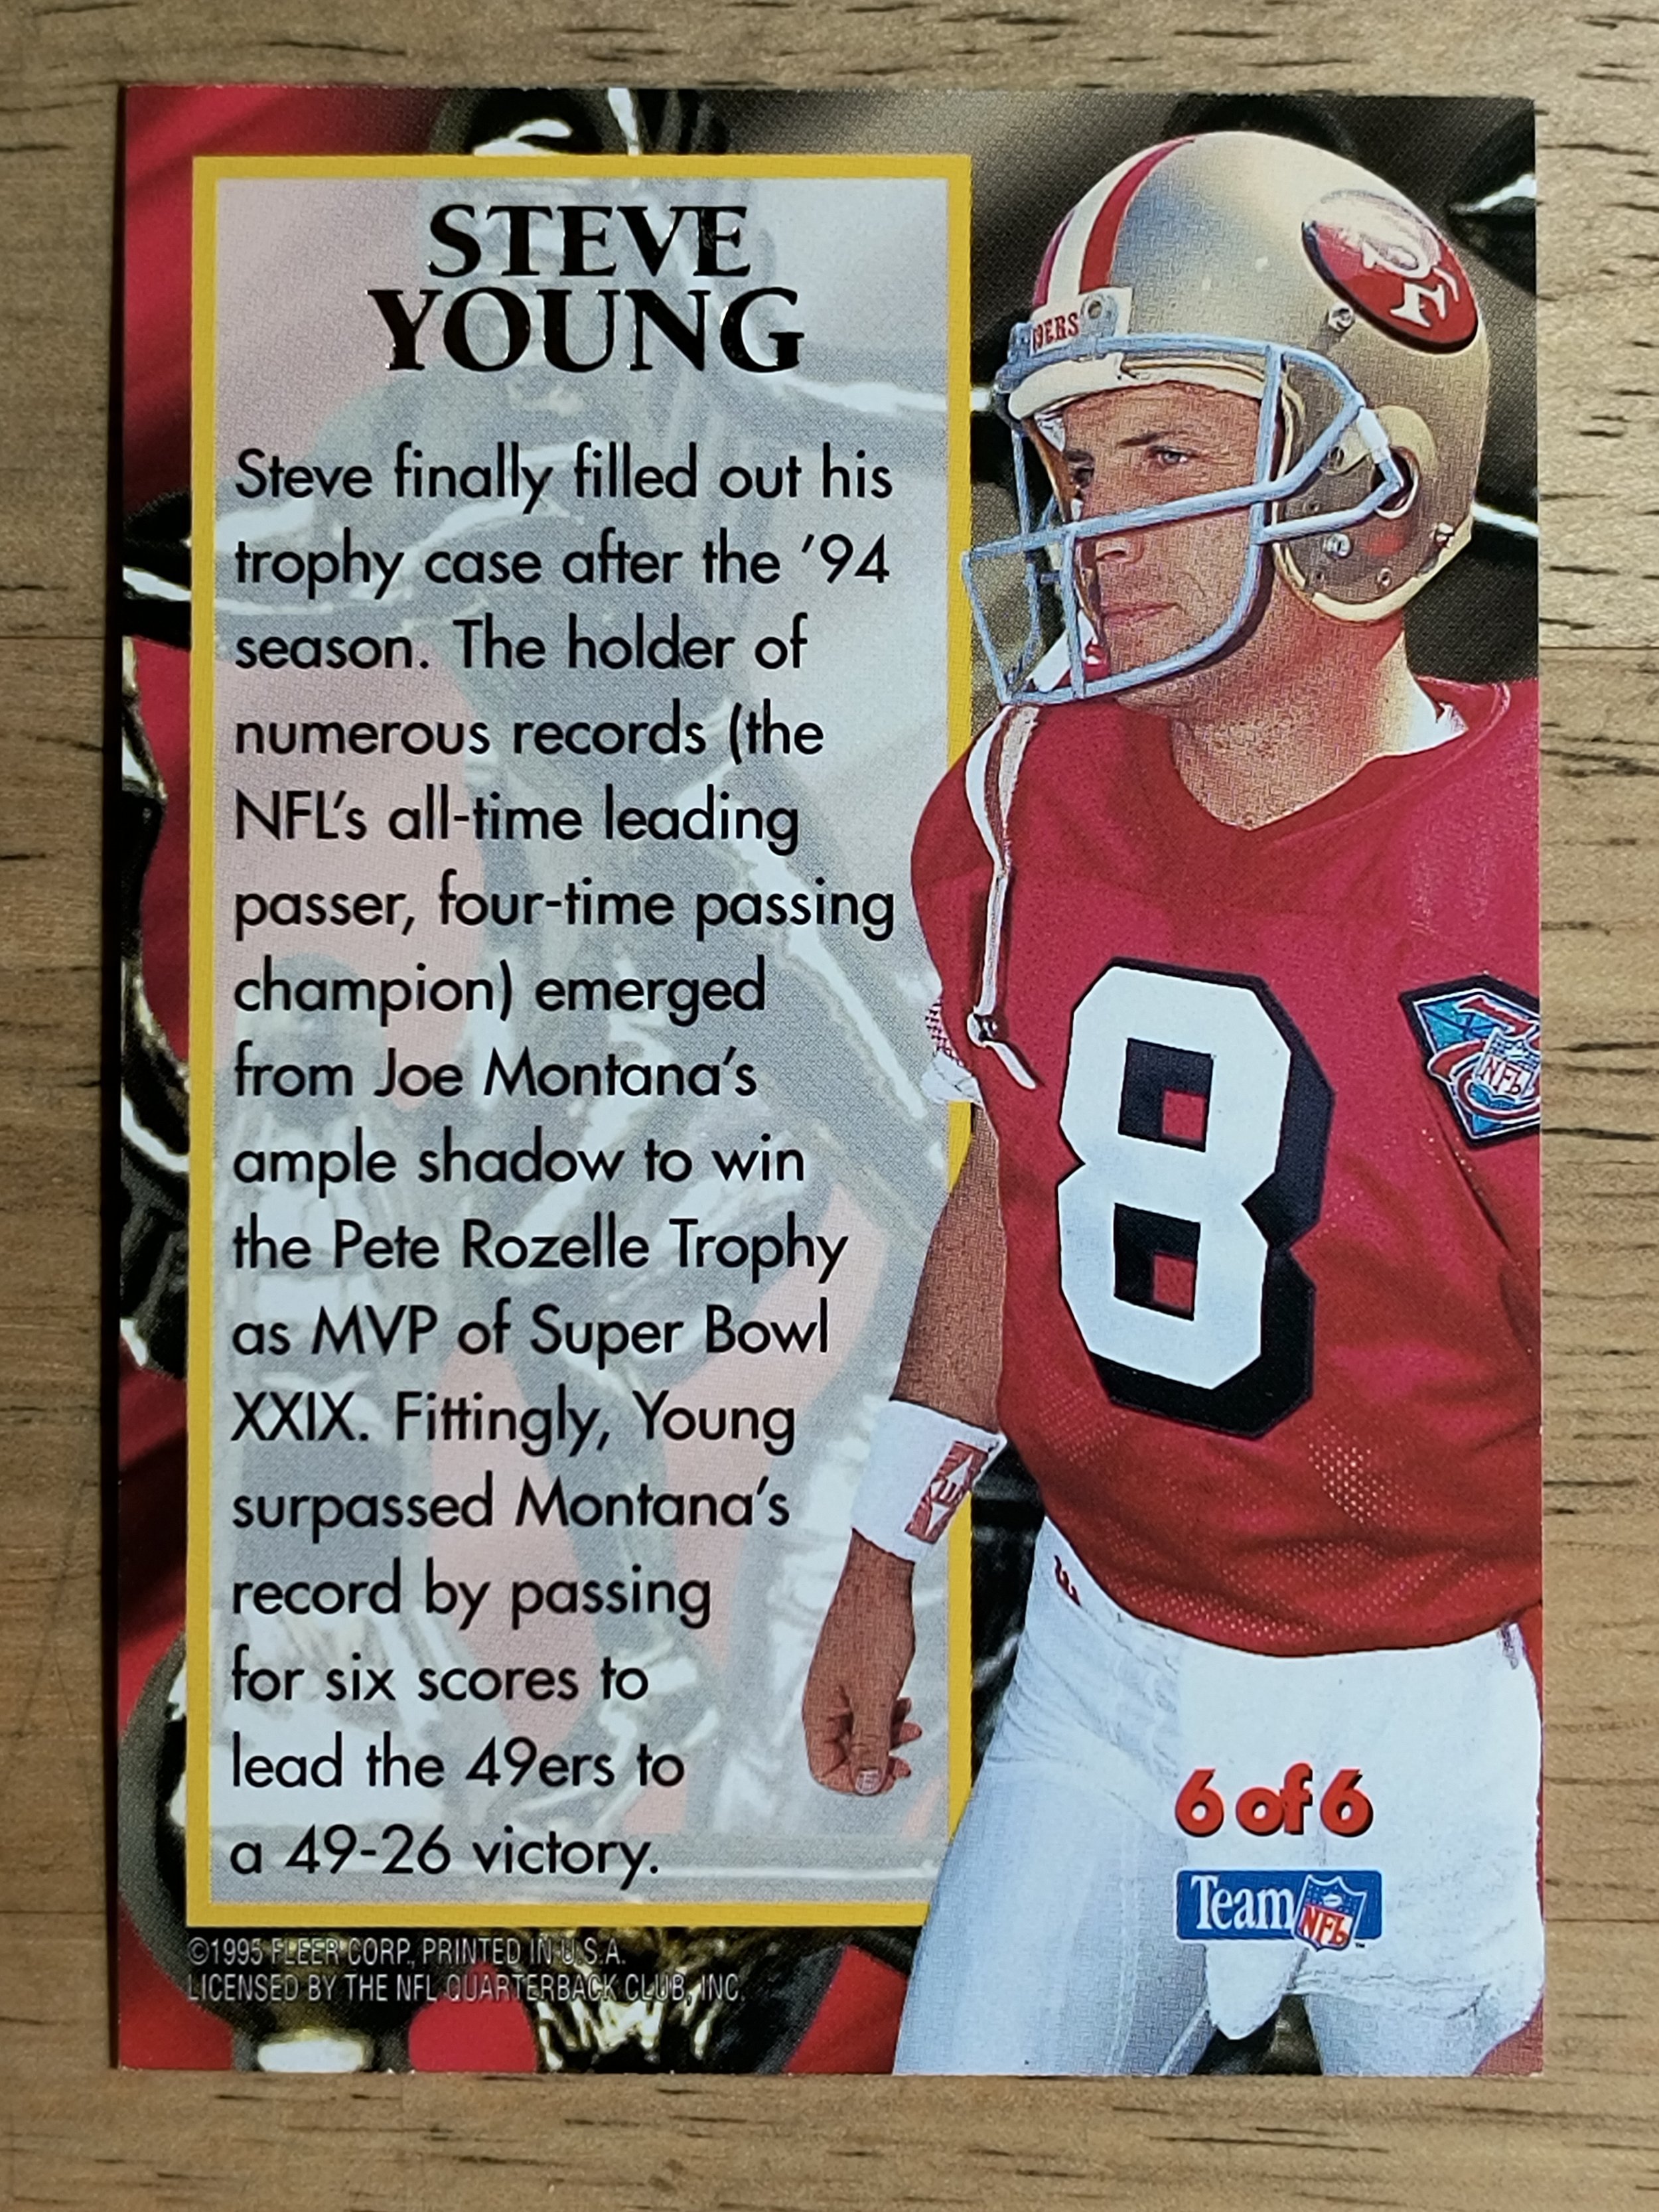 STEVE
YOUNG
Steve finally filled out his
trophy case after the '94
season. The holder of
numerous records (the
NFL's all-time leading
passer, four-time passing
champion) emerged
from Joe Montana's
ample shadow to win
the Pete Rozelle Trophy
as MVP of Super Bowl
XXIX. Fittingly, Young
surpassed Montana's
record by passing
for six scores to
lead the 49ers to
a 49-26 victory.
©1995 FLEER CORP., PRINTED IN U.S.A.
LICENSED BY THE NFL QUARTERBACK CLUB, INC.
49ERS
SF
8
NFL
6 of 6
Team NFL™